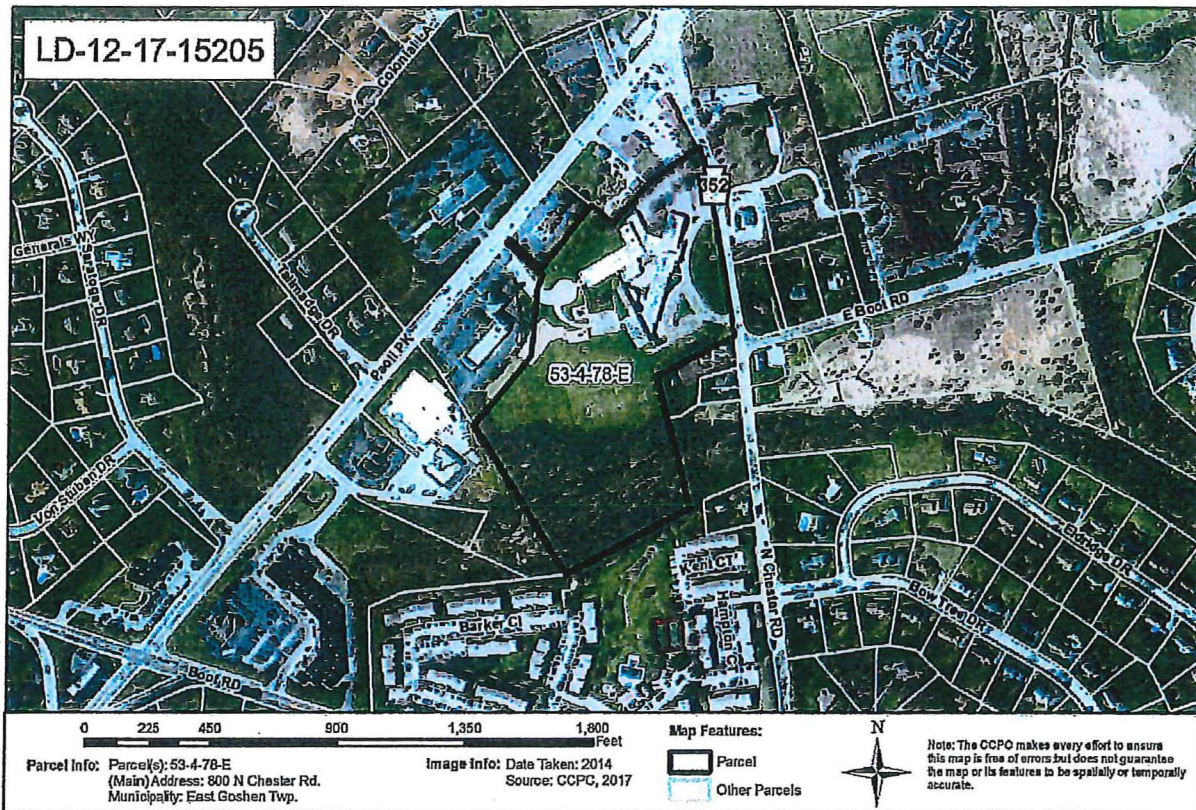 LD-12-17-15205
Colonial LA
352
Generals WY
Saratoga DR
Tallmadge DR
Paoli PK
E Boot RD
53-4-78-E
Von Steuben DR
Eldridge DR
N Chester RD
Kent CT
Hampton CT
Bow Tree DR
Barker CT
Boot RD
0 225 450 900 1,350 1,800
Feet
Parcel Info: Parcel(s): 53-4-78-E
(Main) Address: 800 N Chester Rd.
Municipality: East Goshen Twp.
Image Info: Date Taken: 2014
Source: CCPC, 2017
Map Features:
Parcel
Other Parcels
N
Note: The CCPC makes every effort to ensure
this map is free of errors but does not guarantee
the map or its features to be spatially or temporally
accurate.